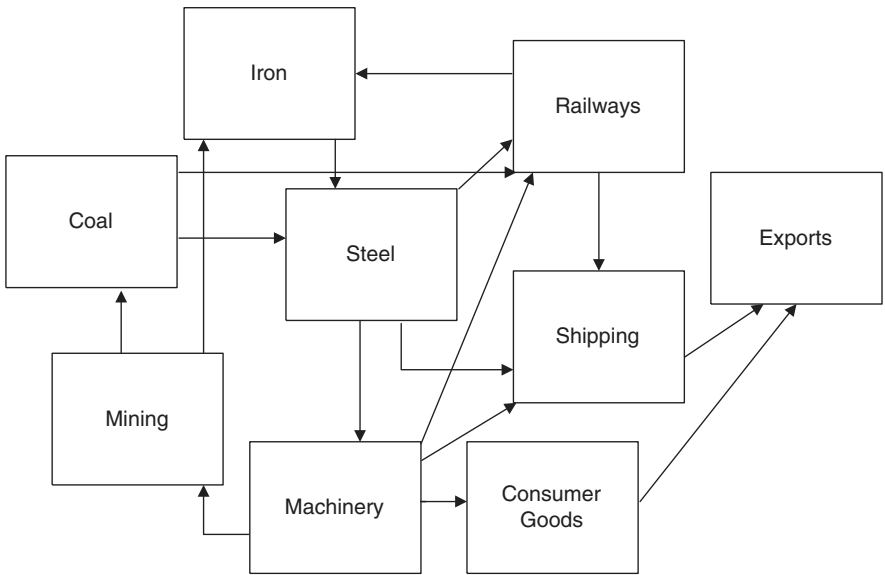 Iron
Railways
Coal
Steel
Exports
Shipping
Mining
Machinery
Consumer
Goods